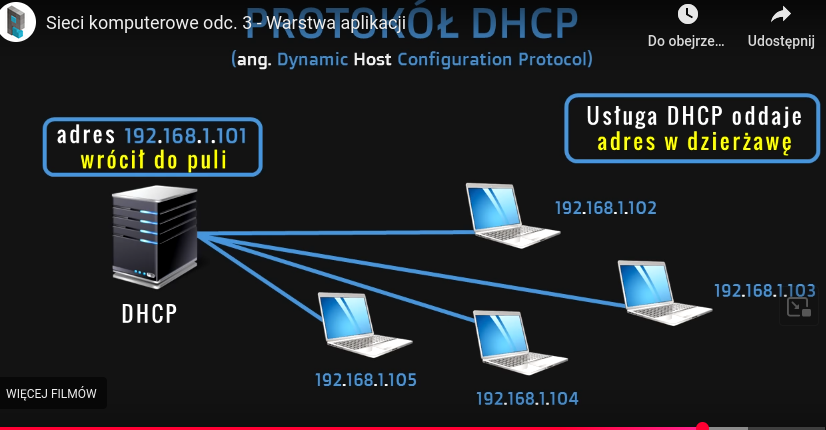 Sieci komputerowe odc. 3 - Warstwa aplikacji
Do obejrze...
Udostępnij
PROTOKÓŁ DHCP
(ang. Dynamic Host Configuration Protocol)
adres 192.168.1.101
wrócił do puli
Usługa DHCP oddaje
adres w dzierżawę
192.168.1.102
192.168.1.103
DHCP
192.168.1.105
192.168.1.104
WIĘCEJ FILMÓW